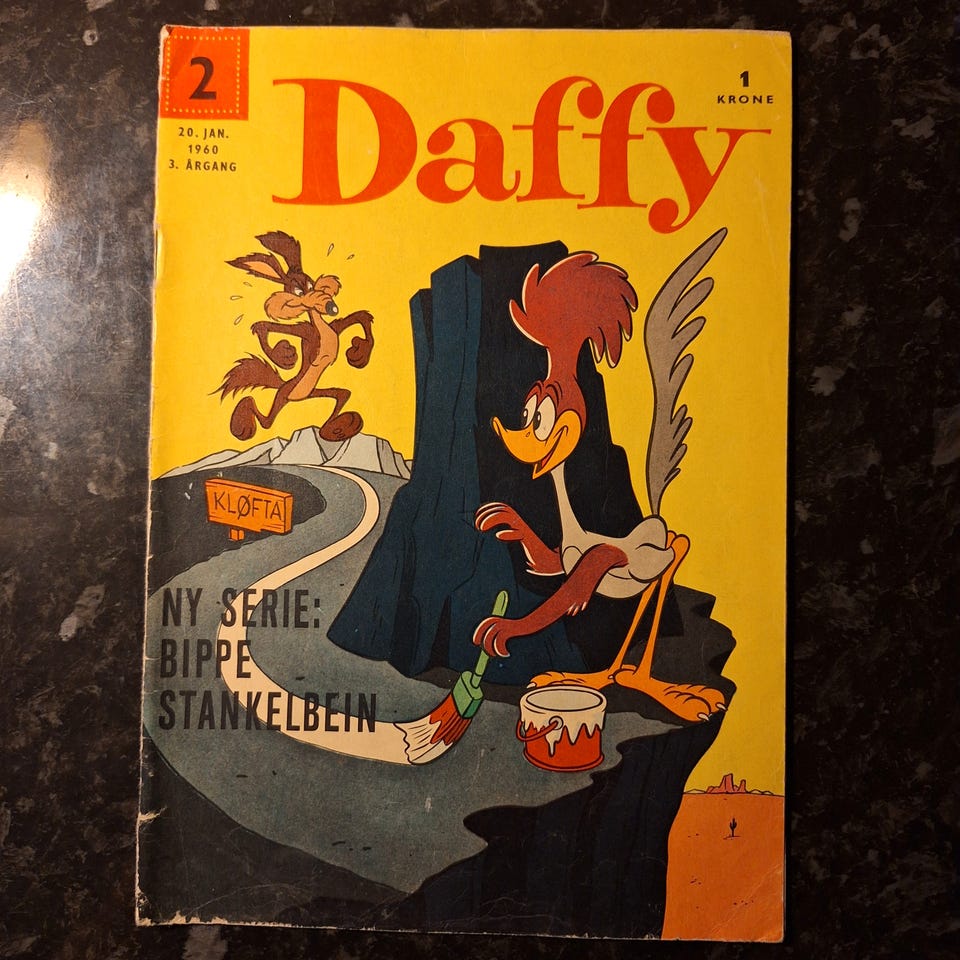 2
20. JAN.
1960
3. ÅRGANG
Daffy
1
KRONE
KLØFTA
NY SERIE:
BIPPE
STANKELBEIN